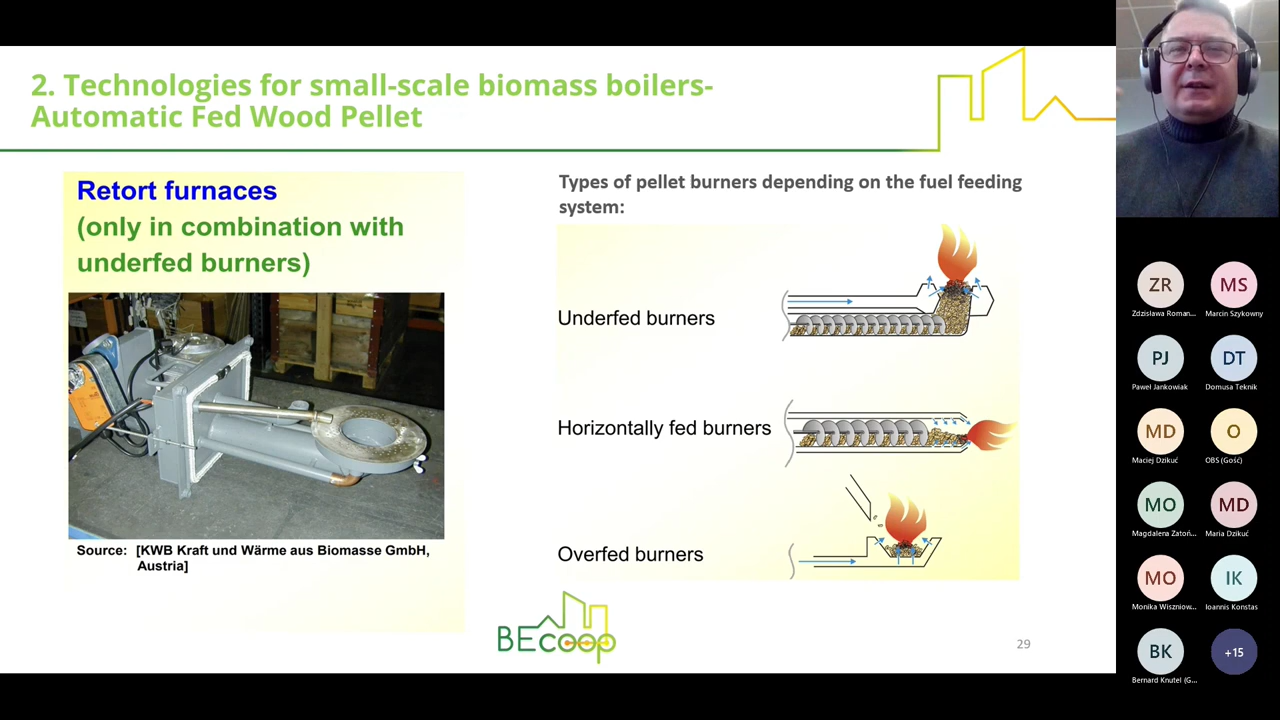 2. Technologies for small-scale biomass boilers-
Automatic Fed Wood Pellet
Retort furnaces
(only in combination with
underfed burners)
Source: [KWB Kraft und Wärme aus Biomasse GmbH,
Austria]
Types of pellet burners depending on the fuel feeding
system:
Underfed burners
Horizontally fed burners
Overfed burners
BEcoop
29
ZR
Zdzisława Roman...
MS
Marcin Szykowny
PJ
Paweł Jankowiak
DT
Domusa Teknik
MD
Maciej Dzikuć
O
OBS (Gość)
MO
Magdalena Zatoń...
MD
Maria Dzikuć
MO
Monika Wiszniow...
IK
Ioannis Konstas
BK
Bernard Knutel (G...
+15